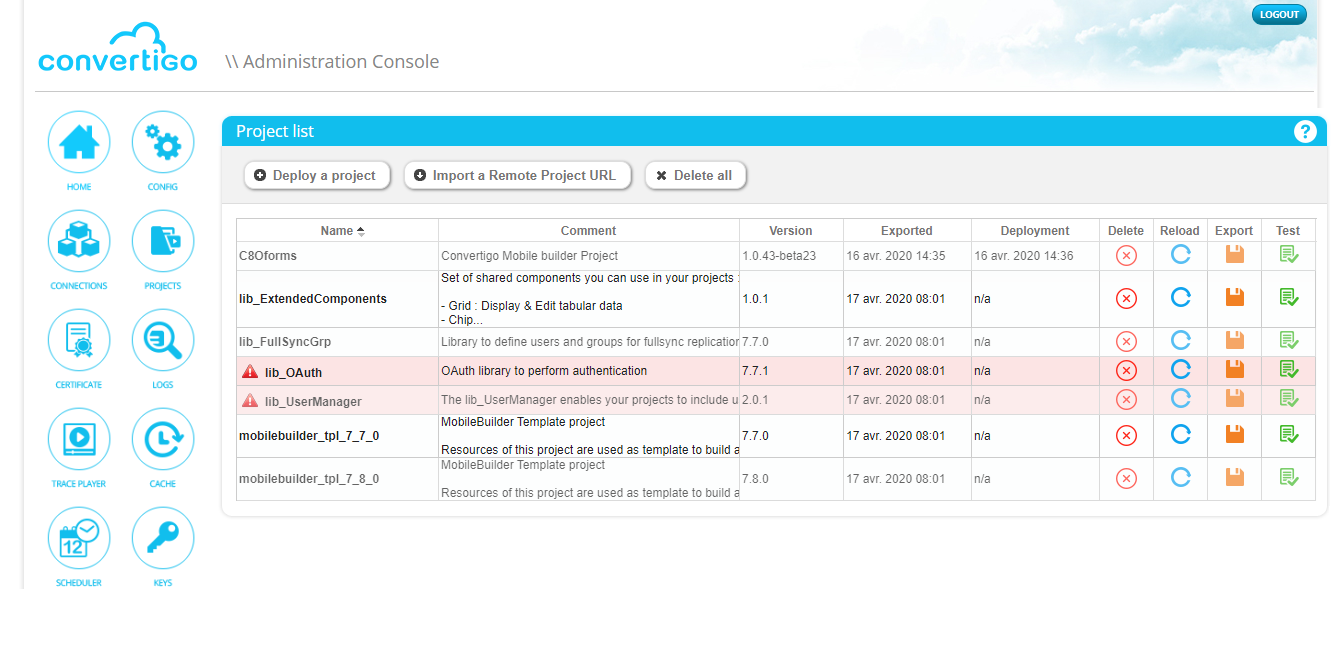 LOGOUT
convertigo
\\ Administration Console
HOME
CONFIG
CONNECTIONS
PROJECTS
CERTIFICATE
LOGS
TRACE PLAYER
CACHE
12
SCHEDULER
KEYS
Project list
?
Deploy a project
Import a Remote Project URL
Delete all
Name Comment Version Exported Deployment Delete Reload Export Test
C8Oforms Convertigo Mobile builder Project 1.0.43-beta23 16 avr. 2020 14:35 16 avr. 2020 14:36
Set of shared components you can use in your projects :
lib_ExtendedComponents 1.0.1 17 avr. 2020 08:01 n/a
- Grid : Display & Edit tabular data
- Chip...
lib_FullSyncGrp Library to define users and groups for fullsync replication 7.7.0 17 avr. 2020 08:01 n/a
lib_OAuth OAuth library to perform authentication 7.7.1 17 avr. 2020 08:01 n/a
lib_UserManager The lib_UserManager enables your projects to include u 2.0.1 17 avr. 2020 08:01 n/a
MobileBuilder Template project
mobilebuilder_tpl_7_7_0 7.7.0 17 avr. 2020 08:01 n/a
Resources of this project are used as template to build a
MobileBuilder Template project
mobilebuilder_tpl_7_8_0 7.8.0 17 avr. 2020 08:01 n/a
Resources of this project are used as template to build a